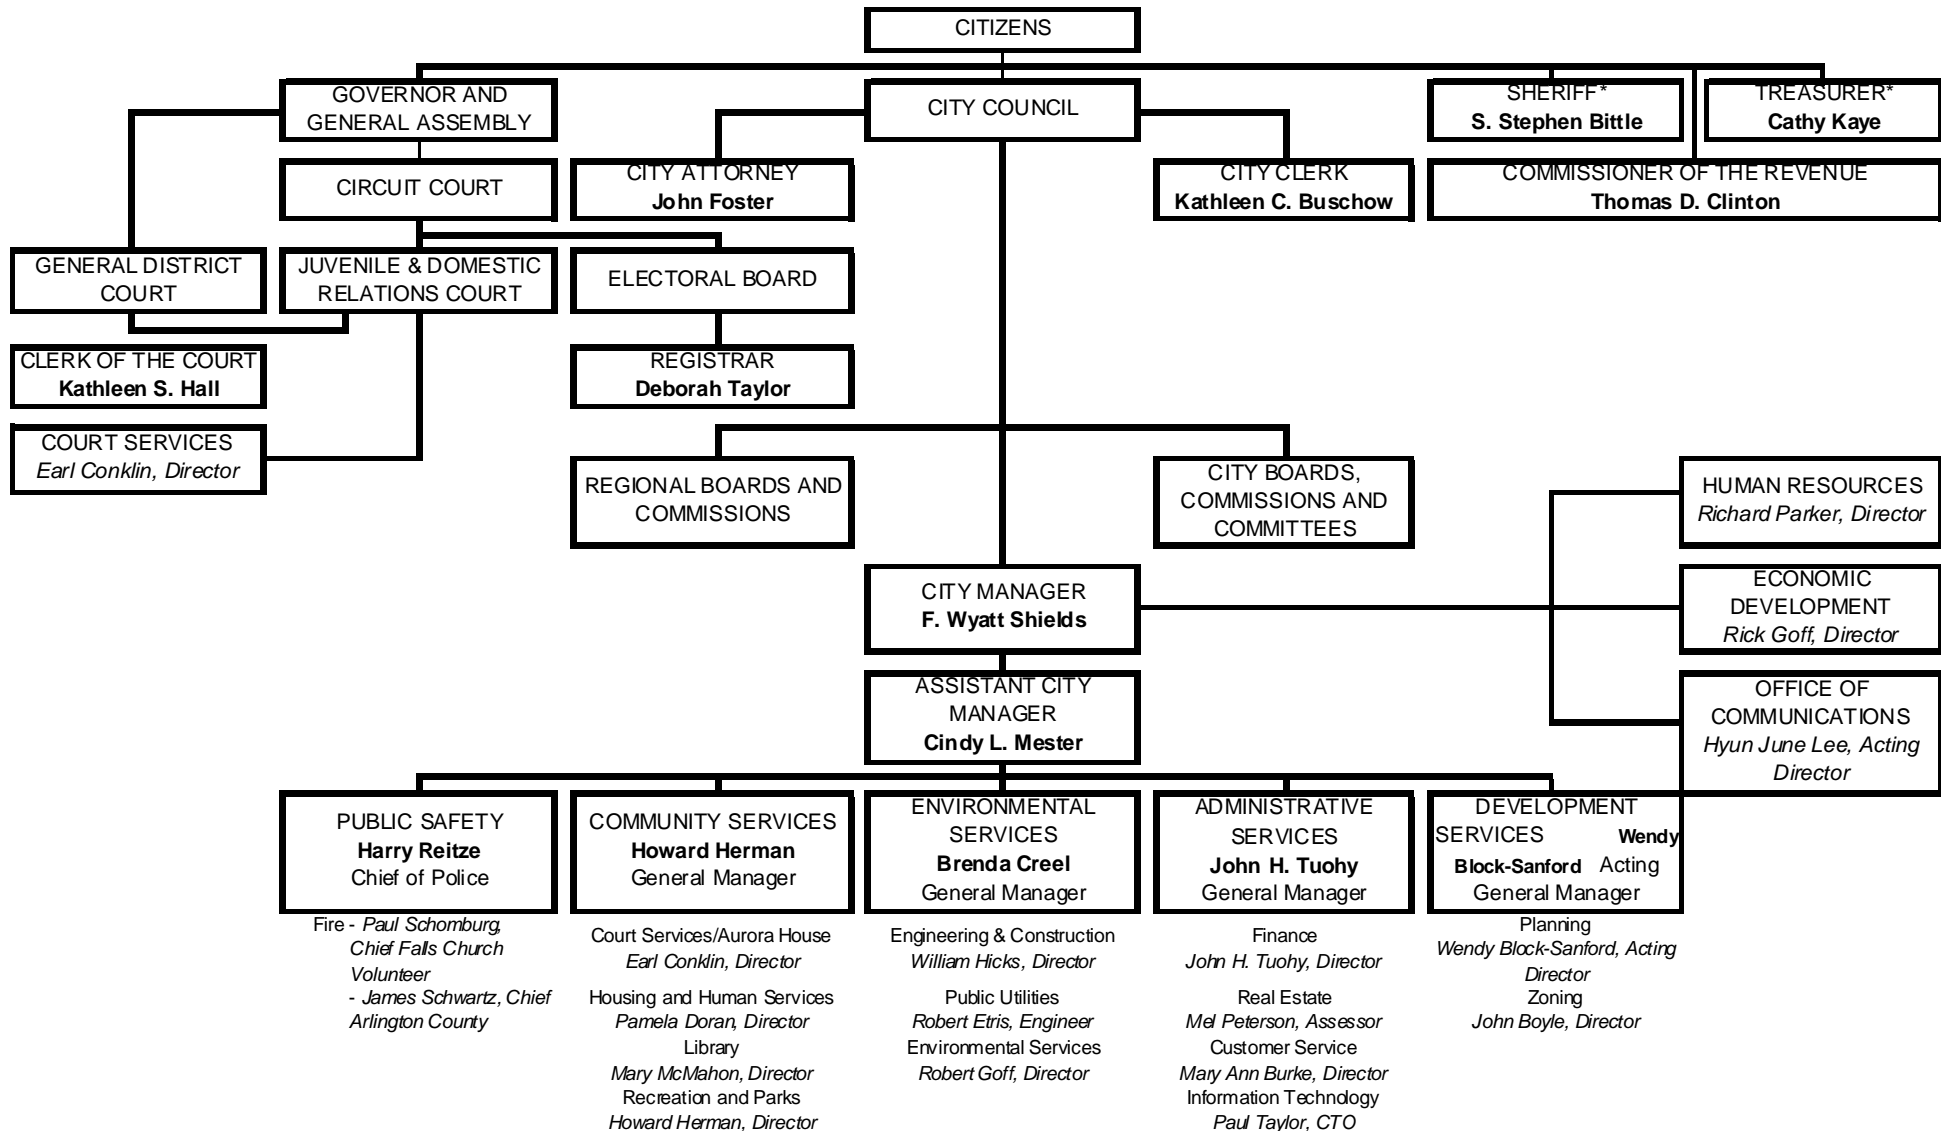 CITIZENS
GOVERNOR AND
GENERAL ASSEMBLY
CITY COUNCIL
SHERIFF*
S. Stephen Bittle
TREASURER*
Cathy Kaye
CIRCUIT COURT
CITY ATTORNEY
John Foster
CITY CLERK
Kathleen C. Buschow
COMMISSIONER OF THE REVENUE
Thomas D. Clinton
GENERAL DISTRICT
COURT
JUVENILE & DOMESTIC
RELATIONS COURT
ELECTORAL BOARD
CLERK OF THE COURT
Kathleen S. Hall
REGISTRAR
Deborah Taylor
COURT SERVICES
Earl Conklin, Director
REGIONAL BOARDS AND
COMMISSIONS
CITY BOARDS,
COMMISSIONS AND
COMMITTEES
HUMAN RESOURCES
Richard Parker, Director
CITY MANAGER
F. Wyatt Shields
ECONOMIC
DEVELOPMENT
Rick Goff, Director
ASSISTANT CITY
MANAGER
Cindy L. Mester
OFFICE OF
COMMUNICATIONS
Hyun June Lee, Acting
Director
PUBLIC SAFETY
Harry Reitze
Chief of Police
COMMUNITY SERVICES
Howard Herman
General Manager
ENVIRONMENTAL
SERVICES
Brenda Creel
General Manager
ADMINISTRATIVE
SERVICES
John H. Tuohy
General Manager
DEVELOPMENT
SERVICES Wendy
Block-Sanford Acting
General Manager
Fire - Paul Schomburg,
Chief Falls Church
Volunteer
- James Schwartz, Chief
Arlington County
Court Services/Aurora House
Earl Conklin, Director
Housing and Human Services
Pamela Doran, Director
Library
Mary McMahon, Director
Recreation and Parks
Howard Herman, Director
Engineering & Construction
William Hicks, Director
Public Utilities
Robert Etris, Engineer
Environmental Services
Robert Goff, Director
Finance
John H. Tuohy, Director
Real Estate
Mel Peterson, Assessor
Customer Service
Mary Ann Burke, Director
Information Technology
Paul Taylor, CTO
Planning
Wendy Block-Sanford, Acting
Director
Zoning
John Boyle, Director